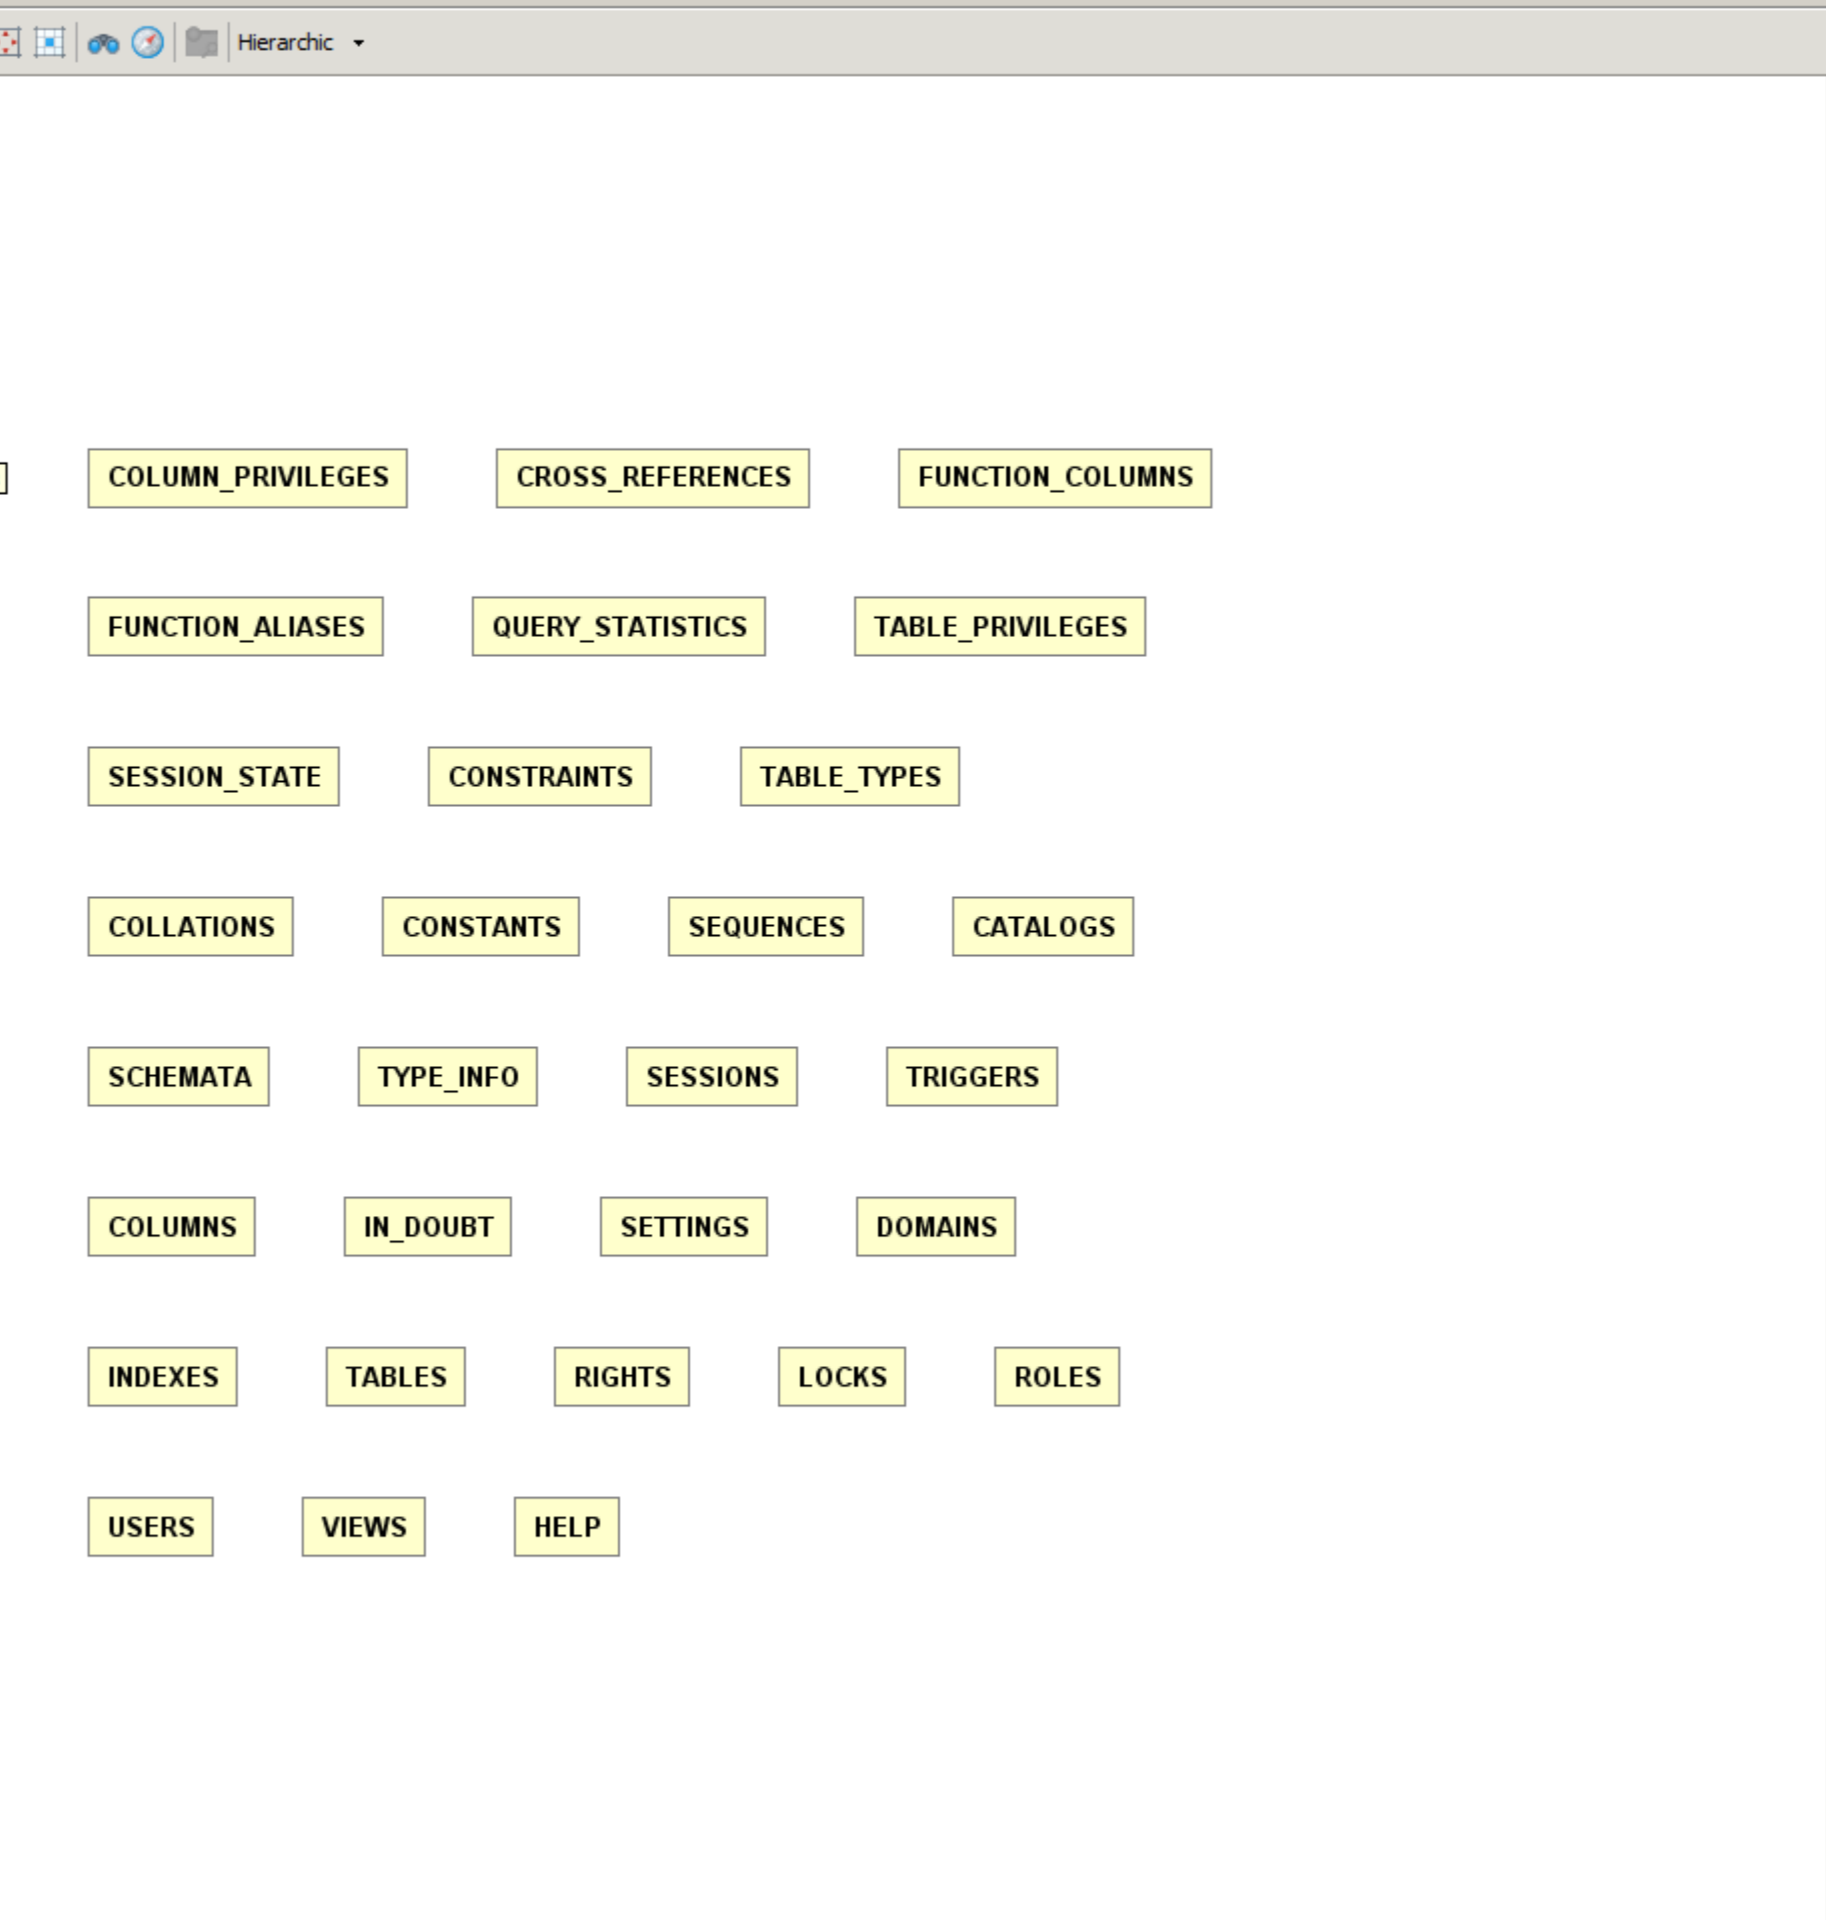 Hierarchic
COLUMN_PRIVILEGES CROSS_REFERENCES FUNCTION_COLUMNS
FUNCTION_ALIASES QUERY_STATISTICS TABLE_PRIVILEGES
SESSION_STATE CONSTRAINTS TABLE_TYPES
COLLATIONS CONSTANTS SEQUENCES CATALOGS
SCHEMATA TYPE_INFO SESSIONS TRIGGERS
COLUMNS IN_DOUBT SETTINGS DOMAINS
INDEXES TABLES RIGHTS LOCKS ROLES
USERS VIEWS HELP